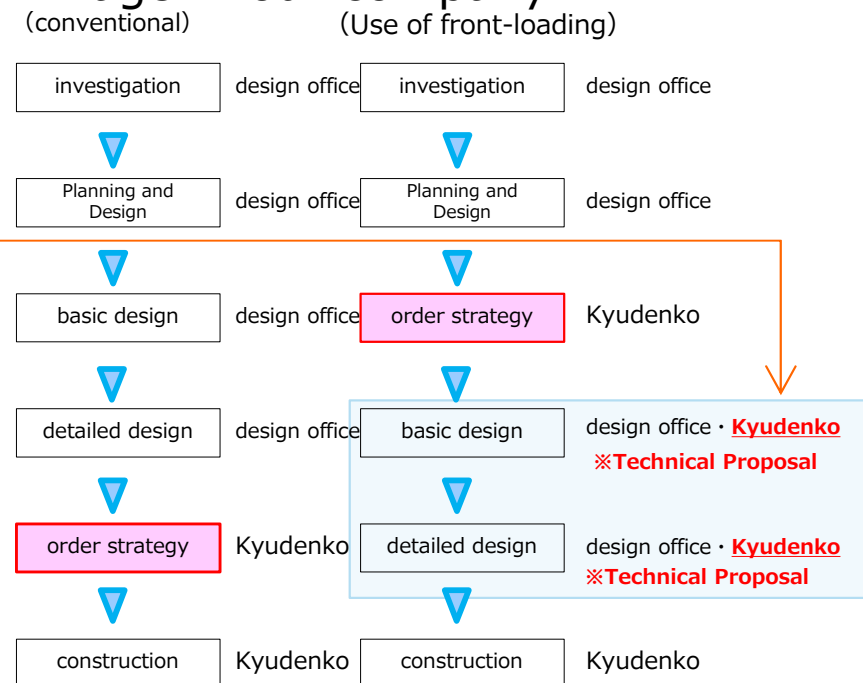 (conventional)
(Use of front-loading)
investigation design office investigation design office
Planning and
Design
design office
Planning and
Design
design office
basic design design office order strategy Kyudenko
detailed design design office basic design design office・Kyudenko
※Technical Proposal
order strategy Kyudenko detailed design design office・Kyudenko
※Technical Proposal
construction Kyudenko construction Kyudenko